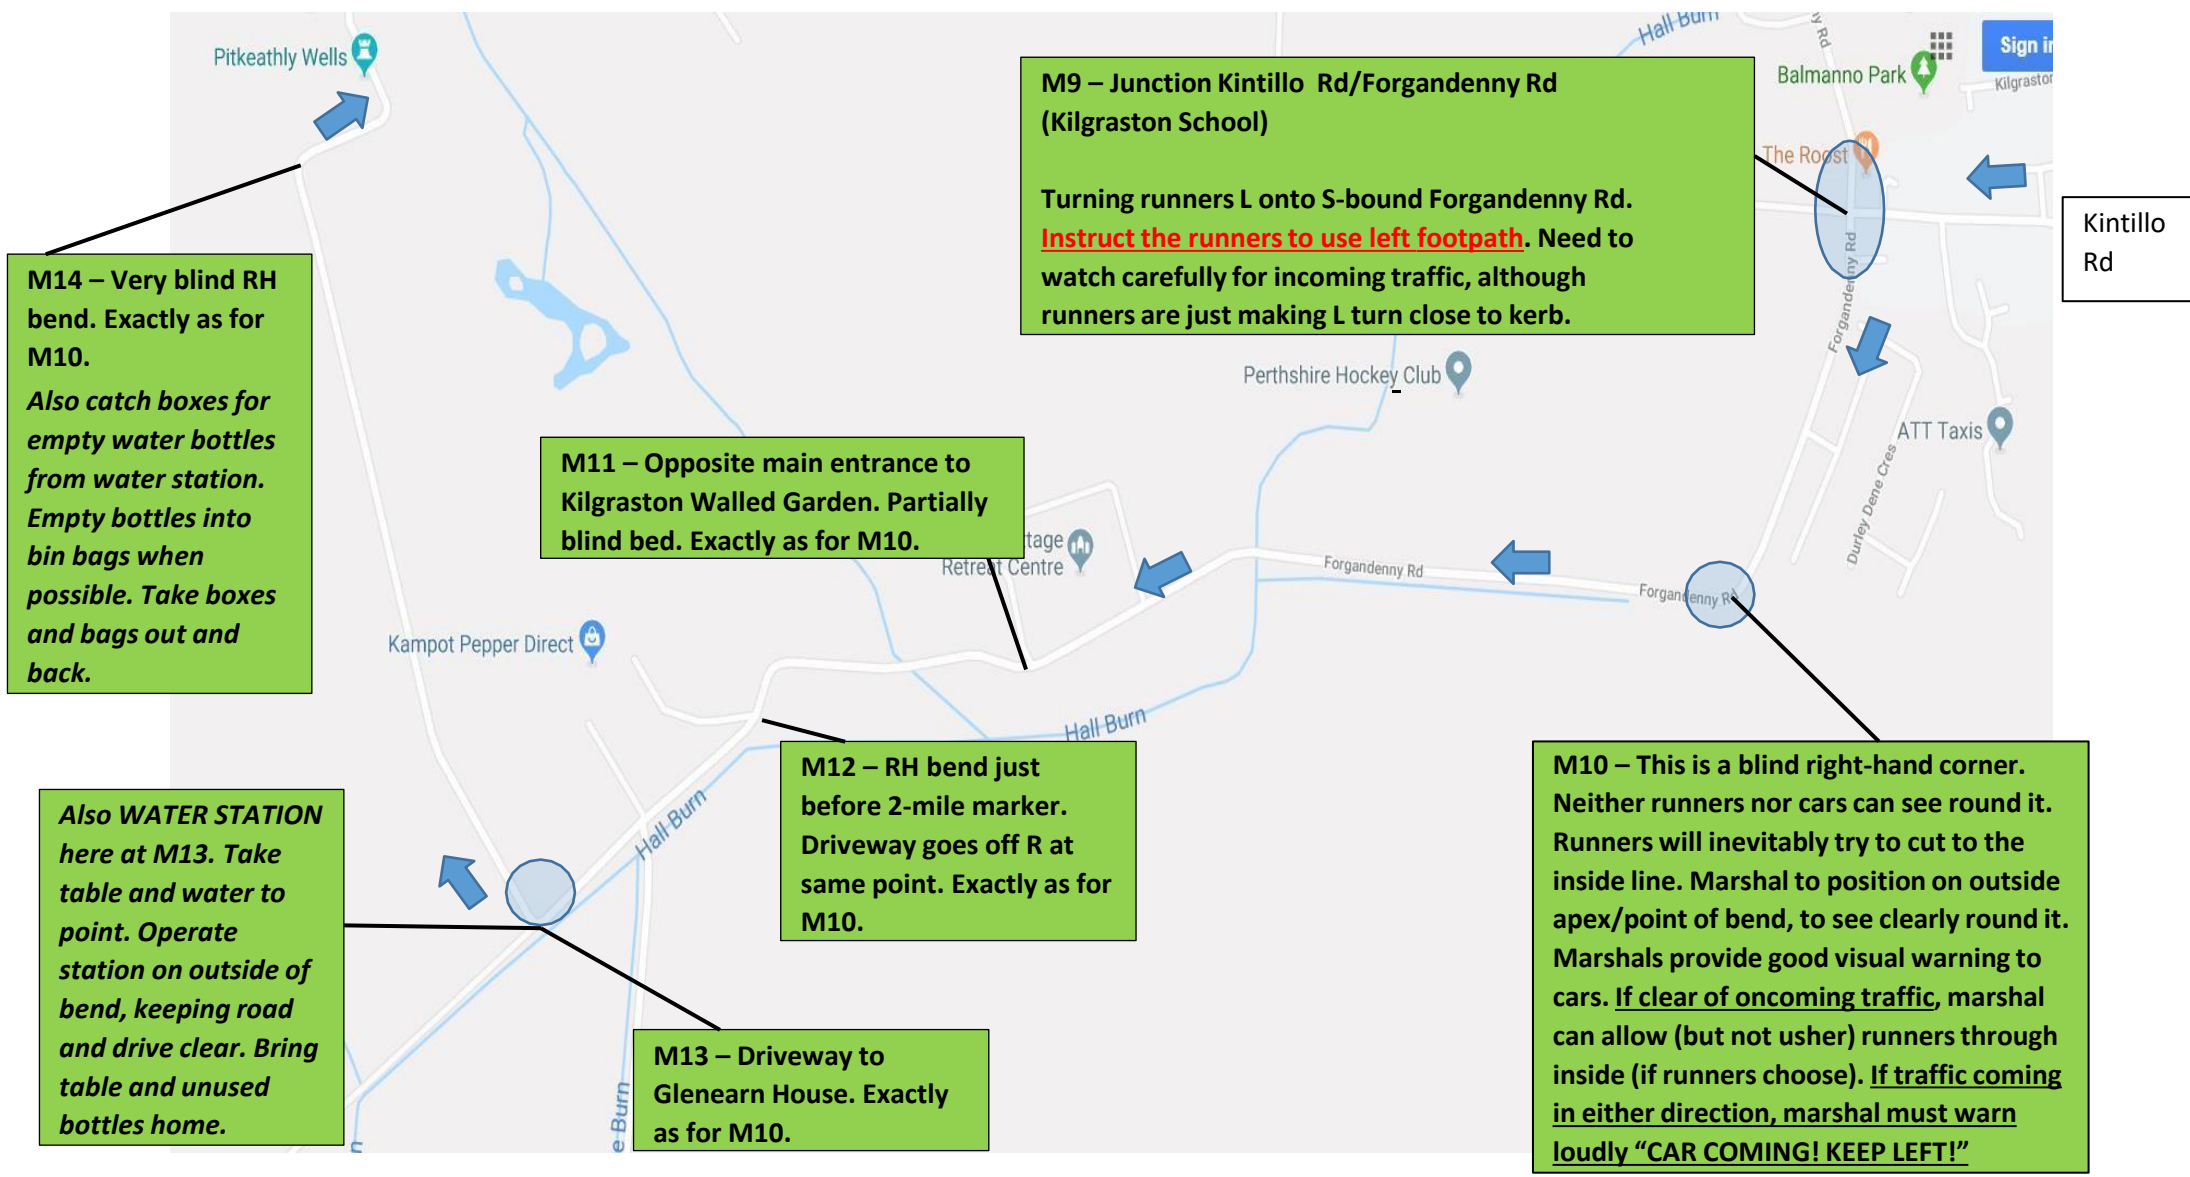 Pitkeathly Wells
Hall Burn
ny Rd
Sign in
Balmanno Park
Kilgraston
The Roost
M9 – Junction Kintillo Rd/Forgandenny Rd
(Kilgraston School)
Turning runners L onto S-bound Forgandenny Rd.
Instruct the runners to use left footpath. Need to
watch carefully for incoming traffic, although
runners are just making L turn close to kerb.
Kintillo
Rd
Forgandenny Rd
M14 – Very blind RH
bend. Exactly as for
M10.
Also catch boxes for
empty water bottles
from water station.
Empty bottles into
bin bags when
possible. Take boxes
and bags out and
back.
Perthshire Hockey Club
ATT Taxis
Durley Dene Cres
M11 – Opposite main entrance to
Kilgraston Walled Garden. Partially
blind bed. Exactly as for M10.
ttage
Retreat Centre
Forgandenny Rd
Forgandenny Rd
Kampot Pepper Direct
Hall Burn
M12 – RH bend just
before 2-mile marker.
Driveway goes off R at
same point. Exactly as for
M10.
M10 – This is a blind right-hand corner.
Neither runners nor cars can see round it.
Runners will inevitably try to cut to the
inside line. Marshal to position on outside
apex/point of bend, to see clearly round it.
Marshals provide good visual warning to
cars. If clear of oncoming traffic, marshal
can allow (but not usher) runners through
inside (if runners choose). If traffic coming
in either direction, marshal must warn
loudly “CAR COMING! KEEP LEFT!”
Hall Burn
Also WATER STATION
here at M13. Take
table and water to
point. Operate
station on outside of
bend, keeping road
and drive clear. Bring
table and unused
bottles home.
M13 – Driveway to
Glenearn House. Exactly
as for M10.
e Burn
n